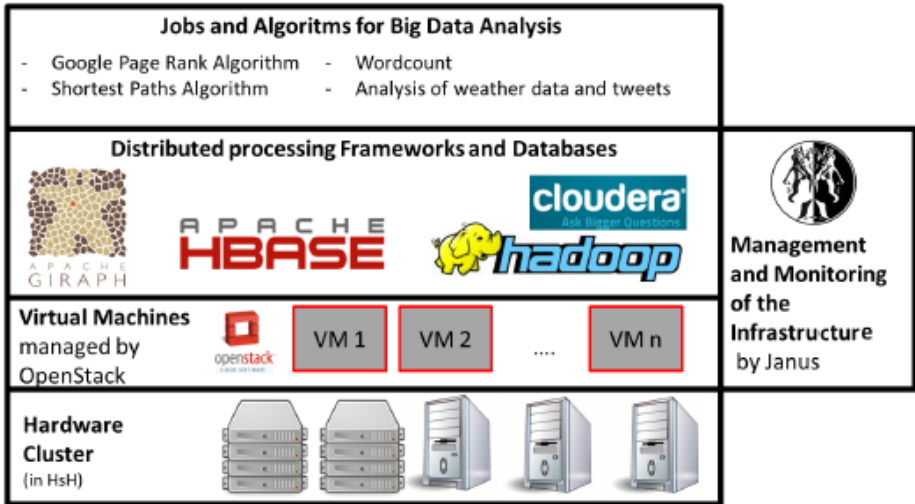 Jobs and Algoritms for Big Data Analysis
- Google Page Rank Algorithm - Wordcount
- Shortest Paths Algorithm - Analysis of weather data and tweets
Distributed processing Frameworks and Databases
APACHE
GIRAPH
APACHE
HBASE
cloudera
Ask Bigger Questions
hadoop
Management
and Monitoring
of the
Infrastructure
by Janus
Virtual Machines
managed by
OpenStack
openstack
CLOUD SOFTWARE
VM 1
VM 2
....
VM n
Hardware
Cluster
(in HsH)